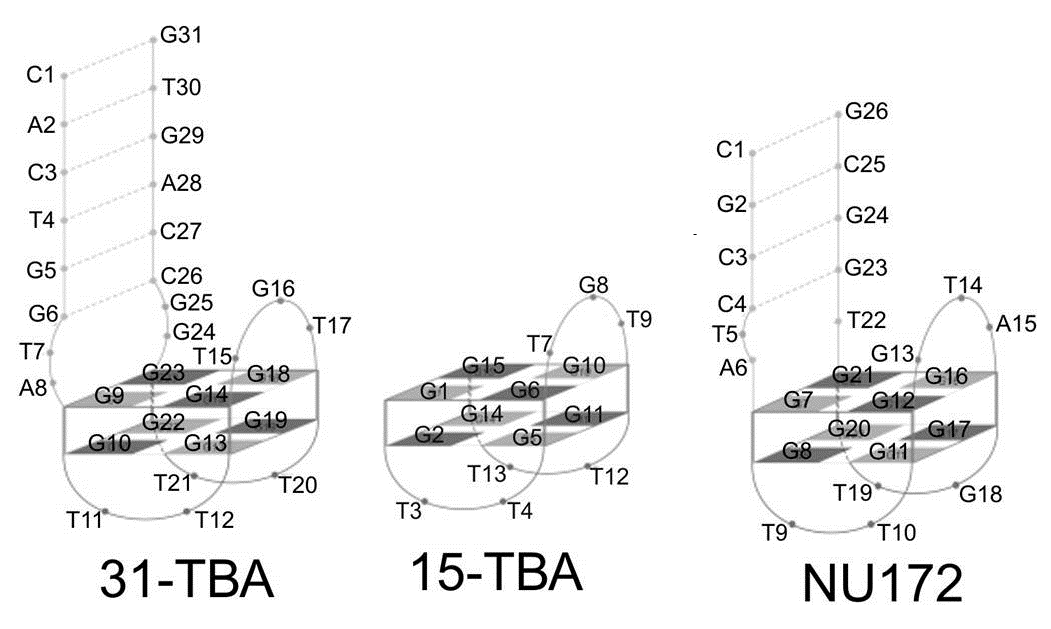 G31
C1
T30
A2
G29
C3
A28
T4
C27
G5
C26
G6
G25
G24
T7
A8
G16
T17
T15
G23
G18
G9
G14
G22
G19
G10
G13
T21
T20
T11
T12
31-TBA
G8
T9
T7
G15
G10
G1
G6
G14
G11
G2
G5
T13
T12
T3
T4
15-TBA
G26
C1
C25
G2
G24
C3
G23
C4
T22
T5
A6
T14
A15
G13
G21
G16
G7
G12
G20
G17
G8
G11
T19
G18
T9
T10
NU172